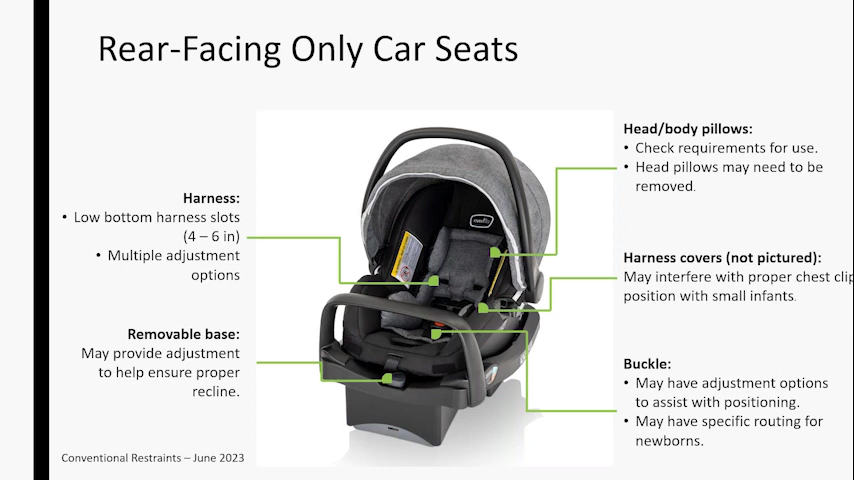 Rear-Facing Only Car Seats
Harness:
• Low bottom harness slots
(4 – 6 in)
• Multiple adjustment
options
Removable base:
May provide adjustment
to help ensure proper
recline.
Head/body pillows:
• Check requirements for use.
• Head pillows may need to be
removed.
Harness covers (not pictured):
May interfere with proper chest clip
position with small infants.
Buckle:
• May have adjustment options
to assist with positioning.
• May have specific routing for
newborns.
evenflo
Conventional Restraints – June 2023